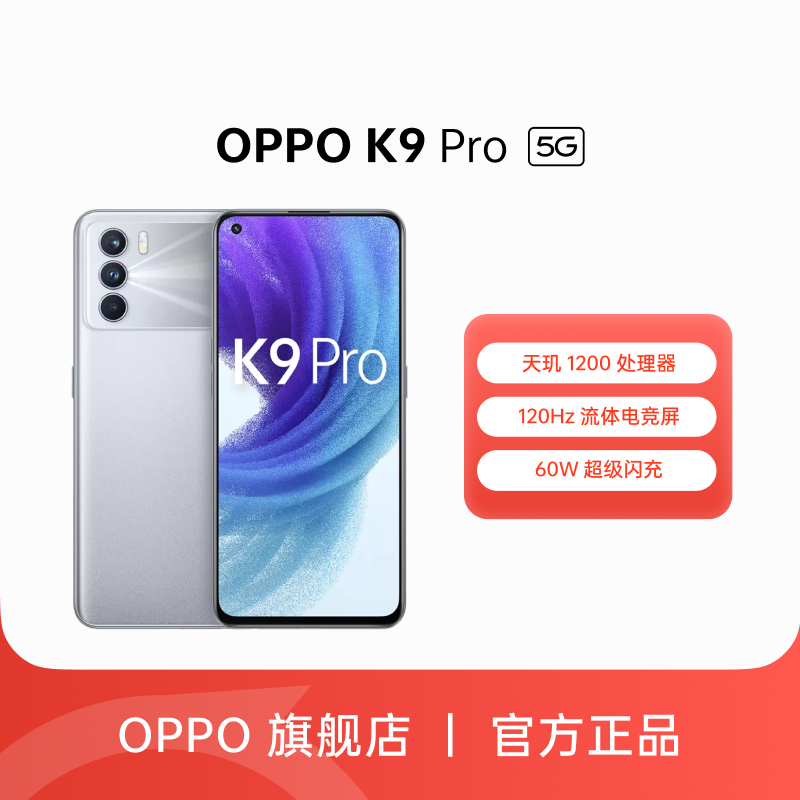 OPPO K9 Pro 5G
K9 Pro
天玑 1200 处理器
120Hz 流体电竞屏
60W 超级闪充
OPPO 旗舰店 | 官方正品